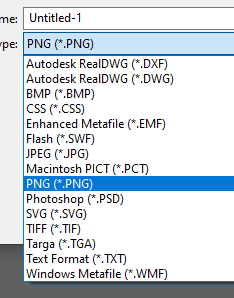 me: Untitled-1
ype: PNG (*.PNG)
Autodesk RealDWG (*.DXF)
Autodesk RealDWG (*.DWG)
BMP (*.BMP)
CSS (*.CSS)
Enhanced Metafile (*.EMF)
Flash (*.SWF)
JPEG (*.JPG)
Macintosh PICT (*.PCT)
PNG (*.PNG)
Photoshop (*.PSD)
SVG (*.SVG)
TIFF (*.TIF)
Targa (*.TGA)
Text Format (*.TXT)
Windows Metafile (*.WMF)